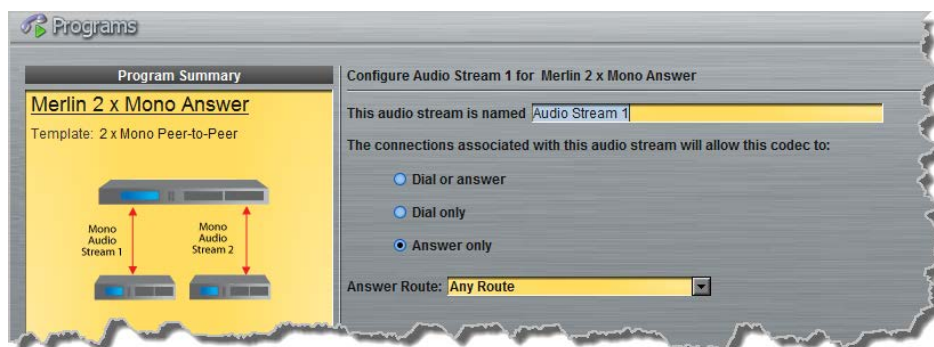 Programs
Program Summary
Merlin 2 x Mono Answer
Template: 2 x Mono Peer-to-Peer
Mono
Audio
Stream 1
Mono
Audio
Stream 2
Configure Audio Stream 1 for Merlin 2 x Mono Answer
This audio stream is named Audio Stream 1
The connections associated with this audio stream will allow this codec to:
Dial or answer
Dial only
Answer only
Answer Route: Any Route